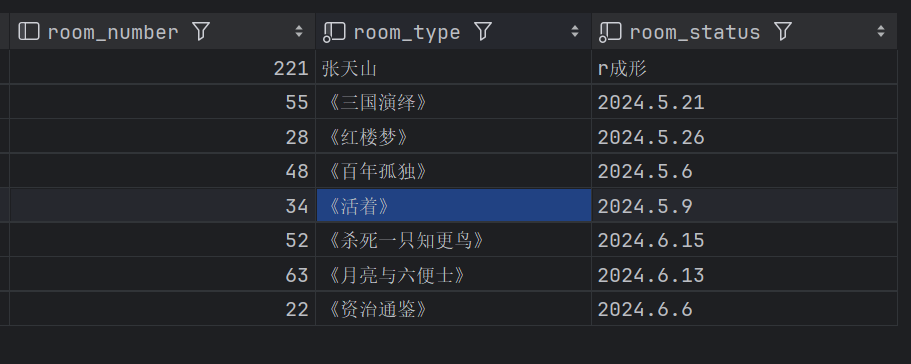 room_number room_type room_status
221 张天山 r成形
55 《三国演绎》 2024.5.21
28 《红楼梦》 2024.5.26
48 《百年孤独》 2024.5.6
34 《活着》 2024.5.9
52 《杀死一只知更鸟》 2024.6.15
63 《月亮与六便士》 2024.6.13
22 《资治通鉴》 2024.6.6